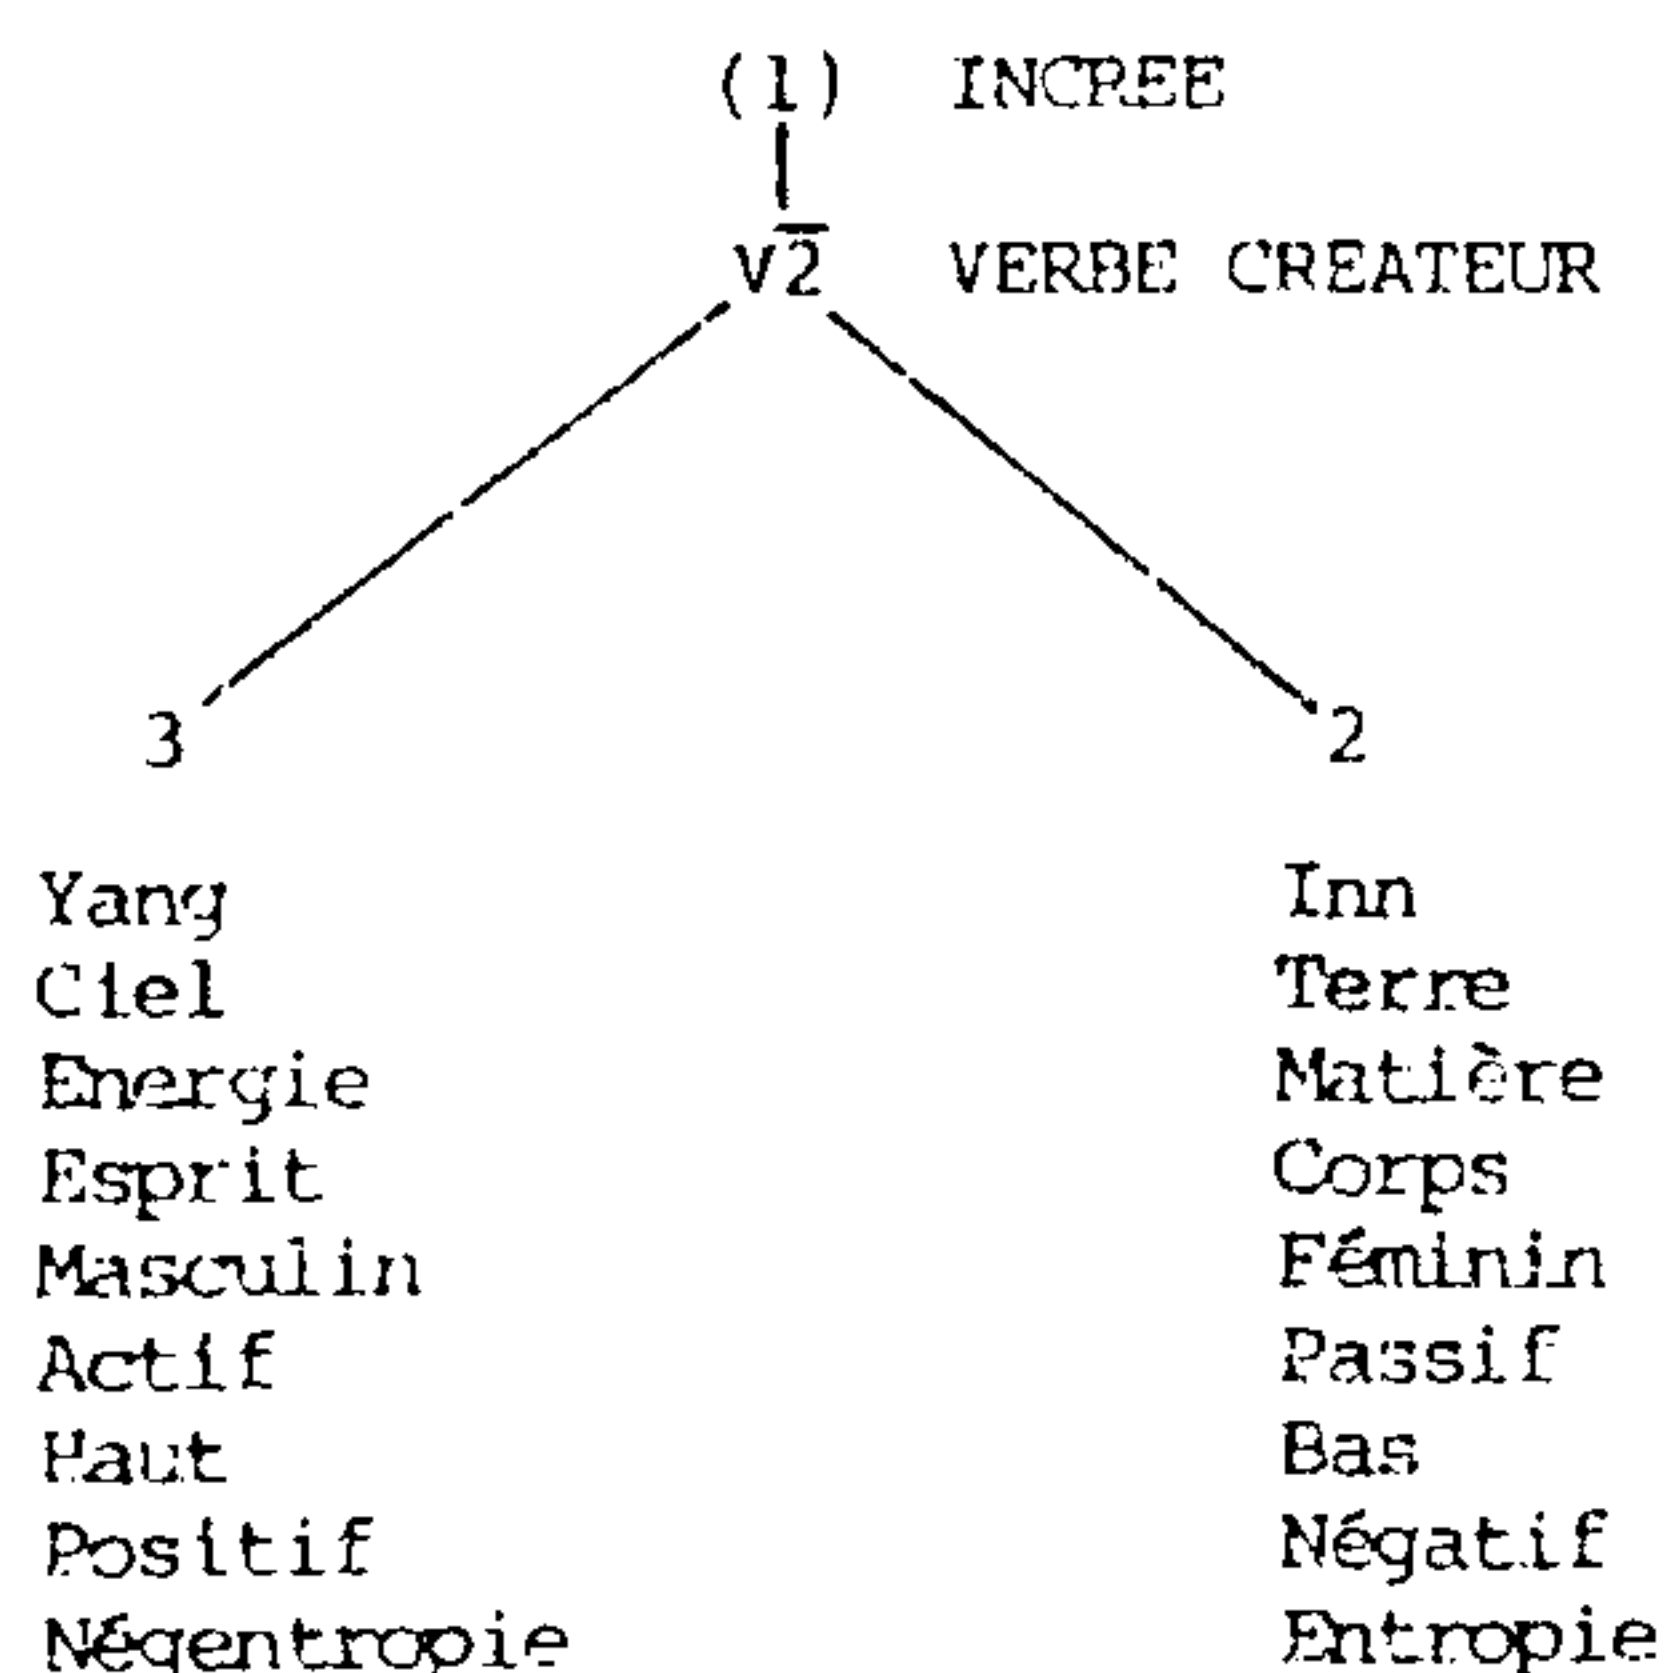 (1) INCREE
√2 VERBE CREATEUR
3 2
Yang Inn
Ciel Terre
Energie Matière
Esprit Corps
Masculin Féminin
Actif Passif
Haut Bas
Positif Négatif
Négentropie Entropie